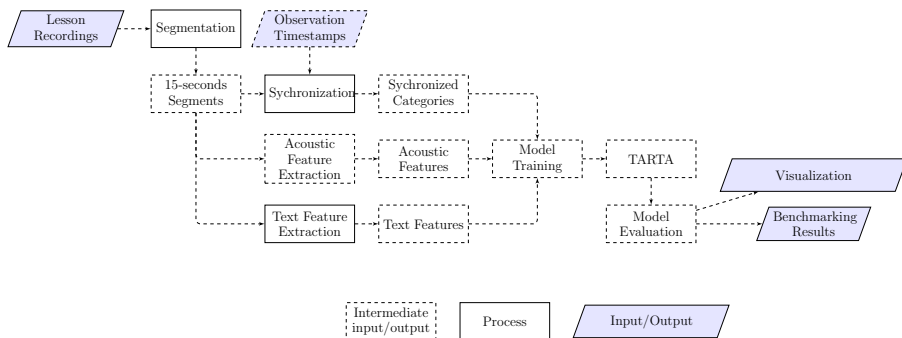 Lesson
Recordings
Segmentation
Observation
Timestamps
15-seconds
Segments
Sychronization
Sychronized
Categories
Acoustic
Feature
Extraction
Acoustic
Features
Model
Training
TARTA
Visualization
Text Feature
Extraction
Text Features
Model
Evaluation
Benchmarking
Results
Intermediate
input/output
Process
Input/Output